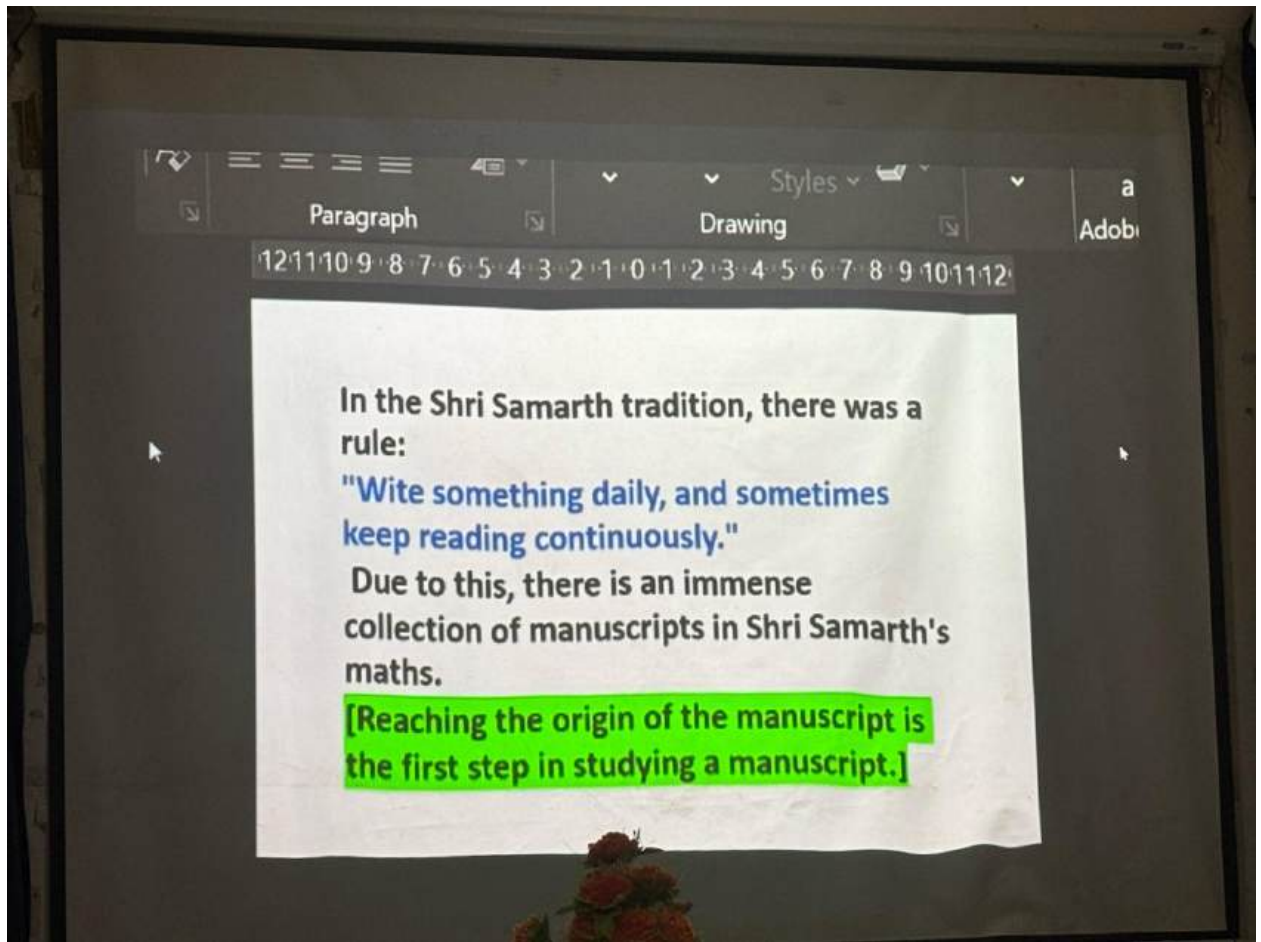 Styles
a
Paragraph
Drawing
Adob
12 11 10 9 8 7 6 5 4 3 2 1 0 1 2 3 4 5 6 7 8 9 10 11 12
In the Shri Samarth tradition, there was a
rule:
"Wite something daily, and sometimes
keep reading continuously."
Due to this, there is an immense
collection of manuscripts in Shri Samarth's
maths.
[Reaching the origin of the manuscript is
the first step in studying a manuscript.]